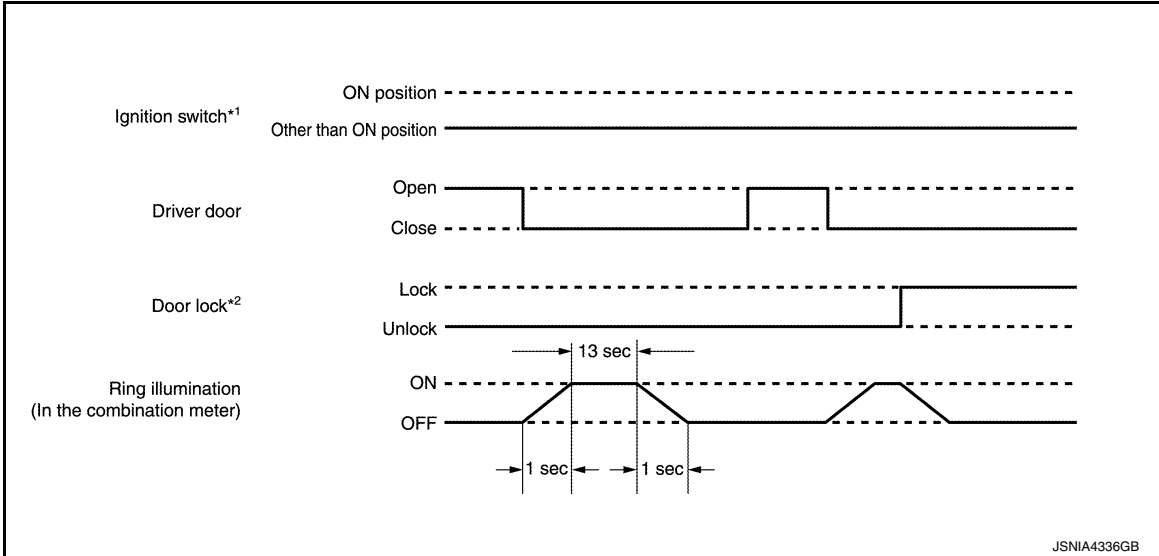 ON position
Ignition switch*1
Other than ON position
Open
Driver door
Close
Lock
Door lock*2
Unlock
13 sec
Ring illumination
(In the combination meter)
ON
OFF
1 sec
1 sec
JSNIA4336GB